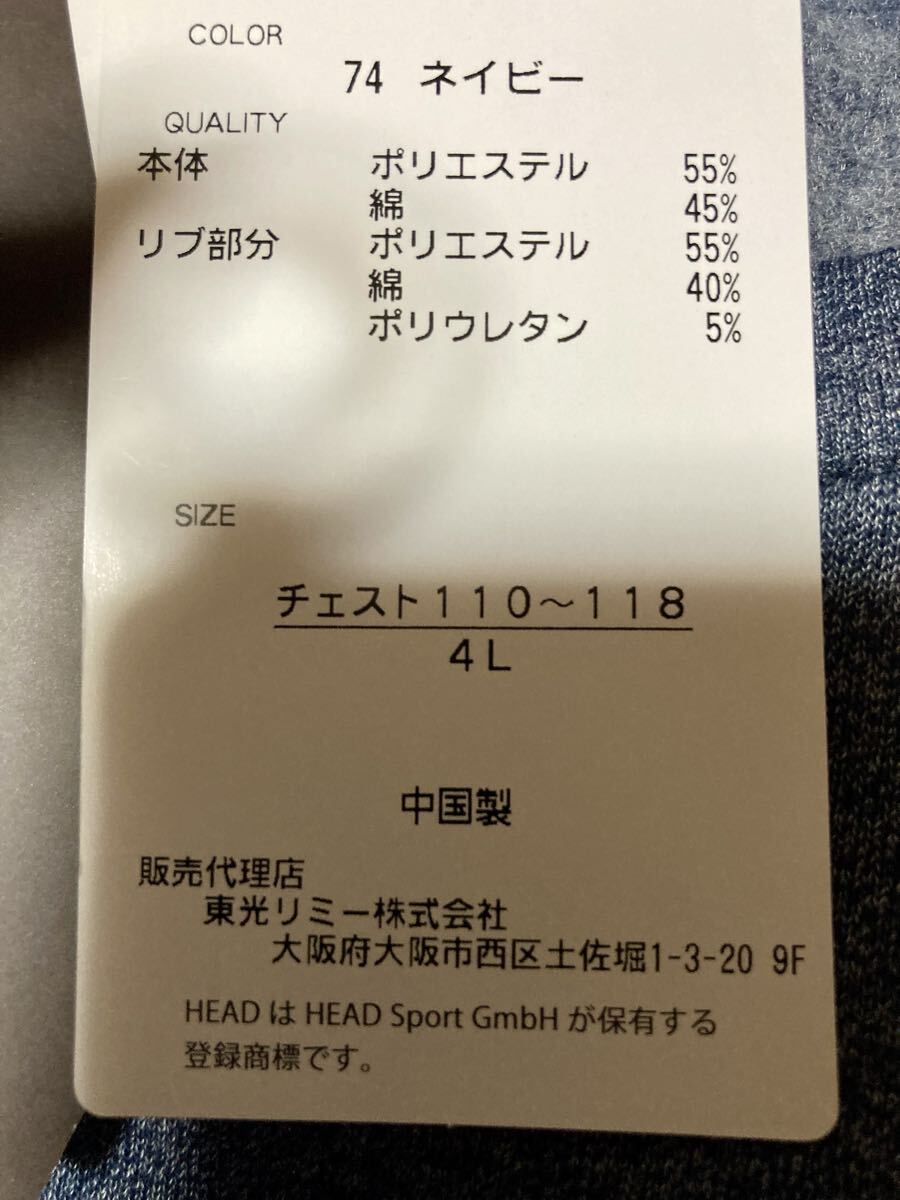 COLOR
74 ネイビー
QUALITY
本体 ポリエステル 55%
綿 45%
リブ部分 ポリエステル 55%
綿 40%
ポリウレタン 5%
SIZE
チェスト110～118
4L
中国製
販売代理店
東光リミー株式会社
大阪府大阪市西区土佐堀1-3-20 9F
HEAD は HEAD Sport GmbH が保有する
登録商標です。